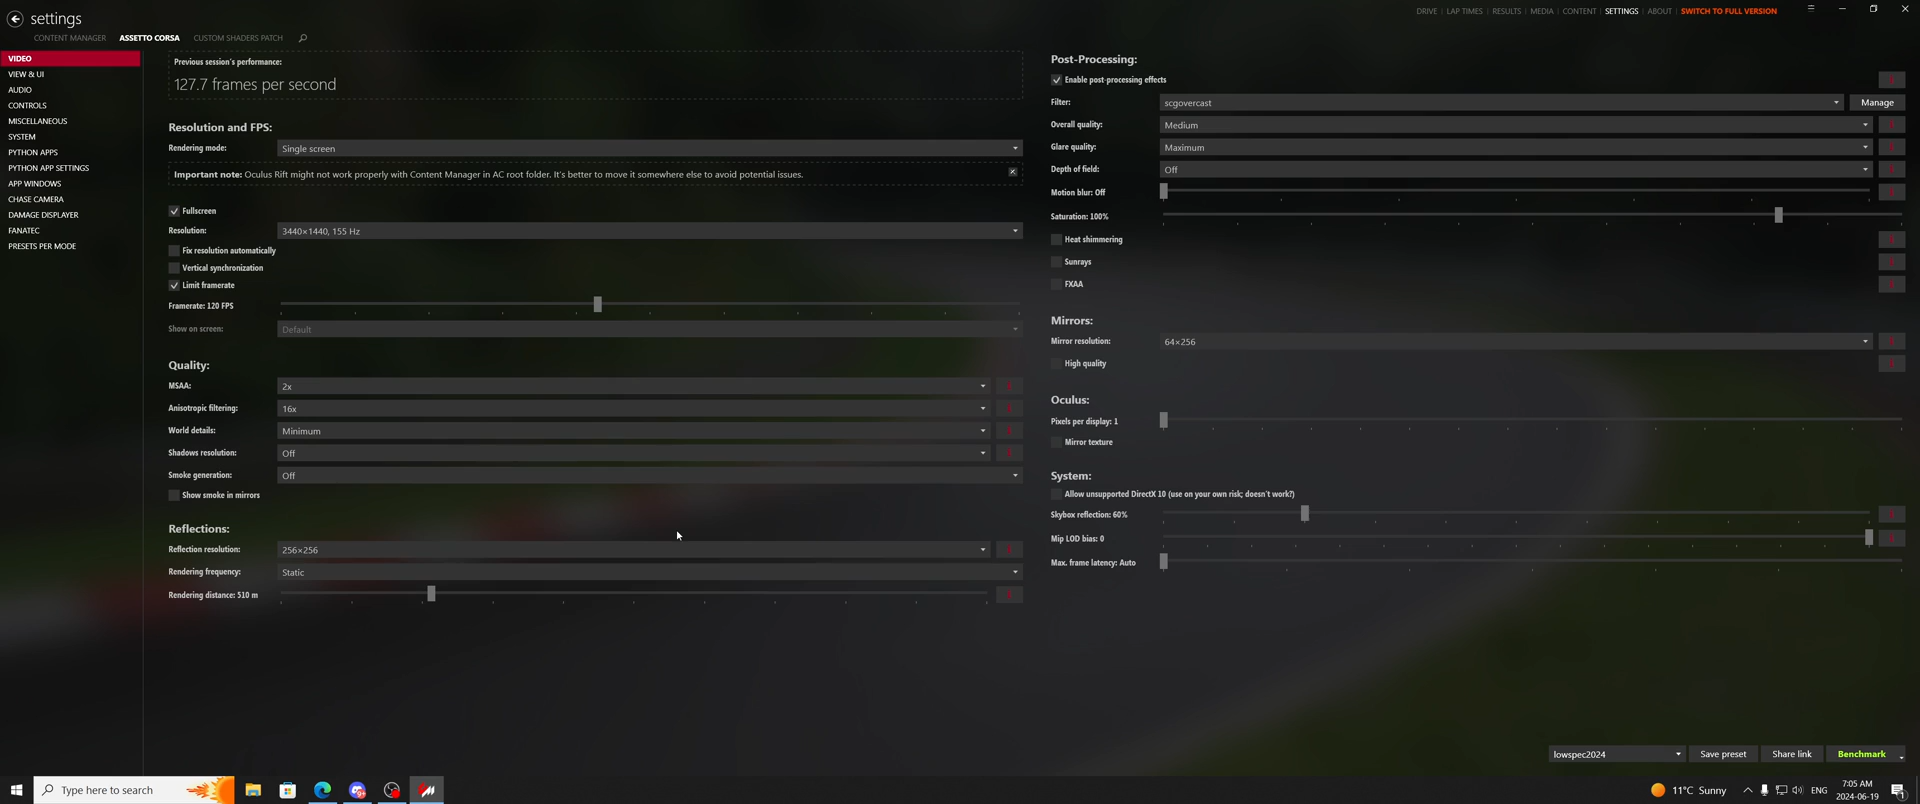 settings
DRIVE | LAP TIMES | RESULTS | MEDIA | CONTENT | SETTINGS | ABOUT | SWITCH TO FULL VERSION
CONTENT MANAGER ASSETTO CORSA CUSTOM SHADERS PATCH
VIDEO
VIEW & UI
AUDIO
CONTROLS
MISCELLANEOUS
SYSTEM
PYTHON APPS
PYTHON APP SETTINGS
APP WINDOWS
CHASE CAMERA
DAMAGE DISPLAYER
FANATEC
PRESETS PER MODE
Previous session's performance:
127.7 frames per second
Resolution and FPS:
Rendering mode: Single screen
Important note: Oculus Rift might not work properly with Content Manager in AC root folder. It's better to move it somewhere else to avoid potential issues.
Fullscreen
Resolution: 3440×1440, 155 Hz
Fix resolution automatically
Vertical synchronization
Limit framerate
Framerate: 120 FPS
Show on screen: Default
Quality:
MSAA: 2x
Anisotropic filtering: 16x
World details: Minimum
Shadows resolution: Off
Smoke generation: Off
Show smoke in mirrors
Reflections:
Reflection resolution: 256×256
Rendering frequency: Static
Rendering distance: 510 m
Post-Processing:
Enable post-processing effects
Filter: scgovercast Manage
Overall quality: Medium
Glare quality: Maximum
Depth of field: Off
Motion blur: Off
Saturation: 100%
Heat shimmering
Sunrays
FXAA
Mirrors:
Mirror resolution: 64×256
High quality
Oculus:
Pixels per display: 1
Mirror texture
System:
Allow unsupported DirectX 10 (use on your own risk; doesn't work?)
Skybox reflection: 60%
Mip LOD bias: 0
Max. frame latency: Auto
lowspec2024 Save preset Share link Benchmark
Type here to search
11°C Sunny
ENG
7:05 AM
2024-06-19